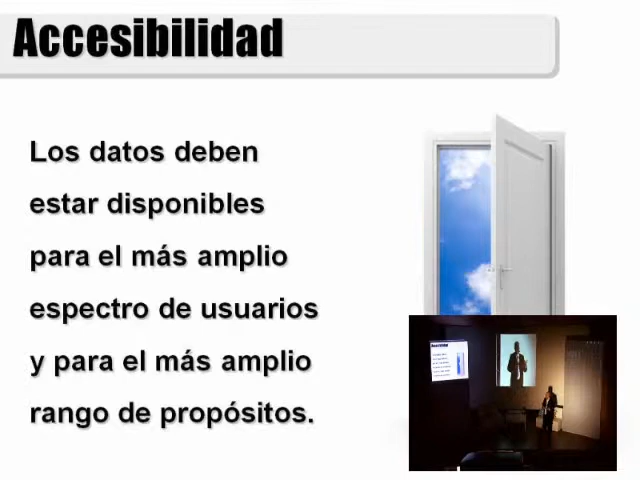 Accesibilidad
Los datos deben
estar disponibles
para el más amplio
espectro de usuarios
y para el más amplio
rango de propósitos.